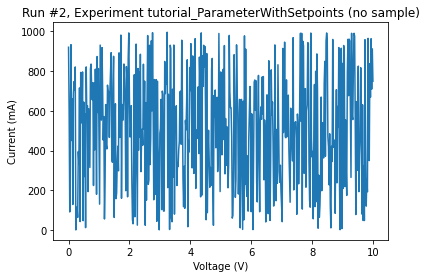 Run #2, Experiment tutorial_ParameterWithSetpoints (no sample)
1000
800
600
400
200
0
Current (mA)
0 2 4 6 8 10
Voltage (V)